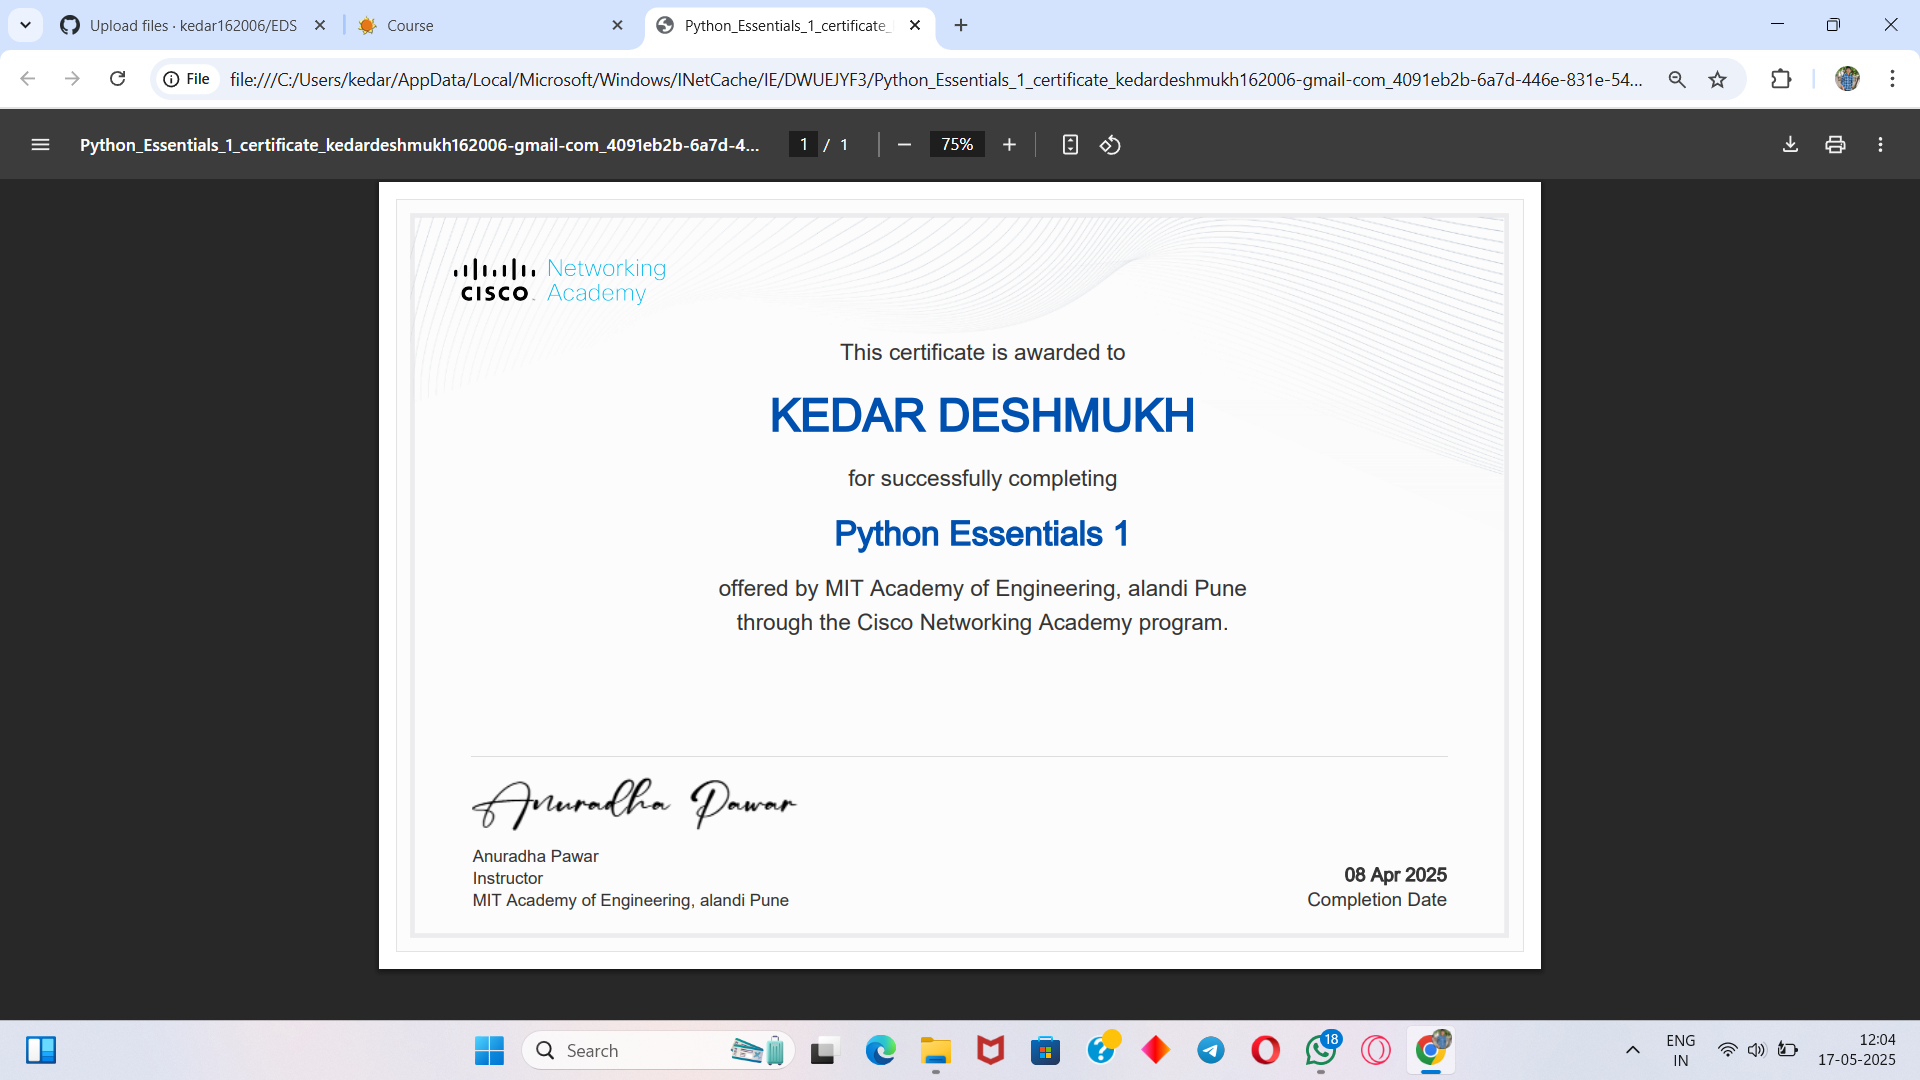 Upload files · kedar162006/EDS
Course
Python_Essentials_1_certificate_
File
file:///C:/Users/kedar/AppData/Local/Microsoft/Windows/INetCache/IE/DWUEJYF3/Python_Essentials_1_certificate_kedardeshmukh162006-gmail-com_4091eb2b-6a7d-446e-831e-54...
Python_Essentials_1_certificate_kedardeshmukh162006-gmail-com_4091eb2b-6a7d-4...
1 / 1
75%
CISCO Networking Academy
This certificate is awarded to
KEDAR DESHMUKH
for successfully completing
Python Essentials 1
offered by MIT Academy of Engineering, alandi Pune
through the Cisco Networking Academy program.
Anuradha Pawar
Anuradha Pawar
Instructor
MIT Academy of Engineering, alandi Pune
08 Apr 2025
Completion Date
Search
18
ENG
IN
12:04
17-05-2025